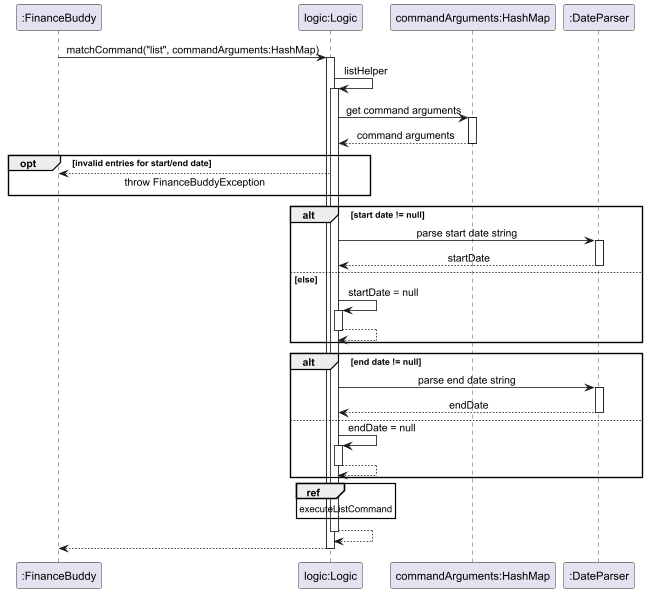 :FinanceBuddy
logic:Logic
commandArguments:HashMap
:DateParser
matchCommand("list", commandArguments:HashMap)
listHelper
get command arguments
command arguments
opt
[invalid entries for start/end date]
throw FinanceBuddyException
alt
[start date != null]
parse start date string
startDate
[else]
startDate = null
alt
[end date != null]
parse end date string
endDate
endDate = null
ref
executeListCommand
:FinanceBuddy
logic:Logic
commandArguments:HashMap
:DateParser